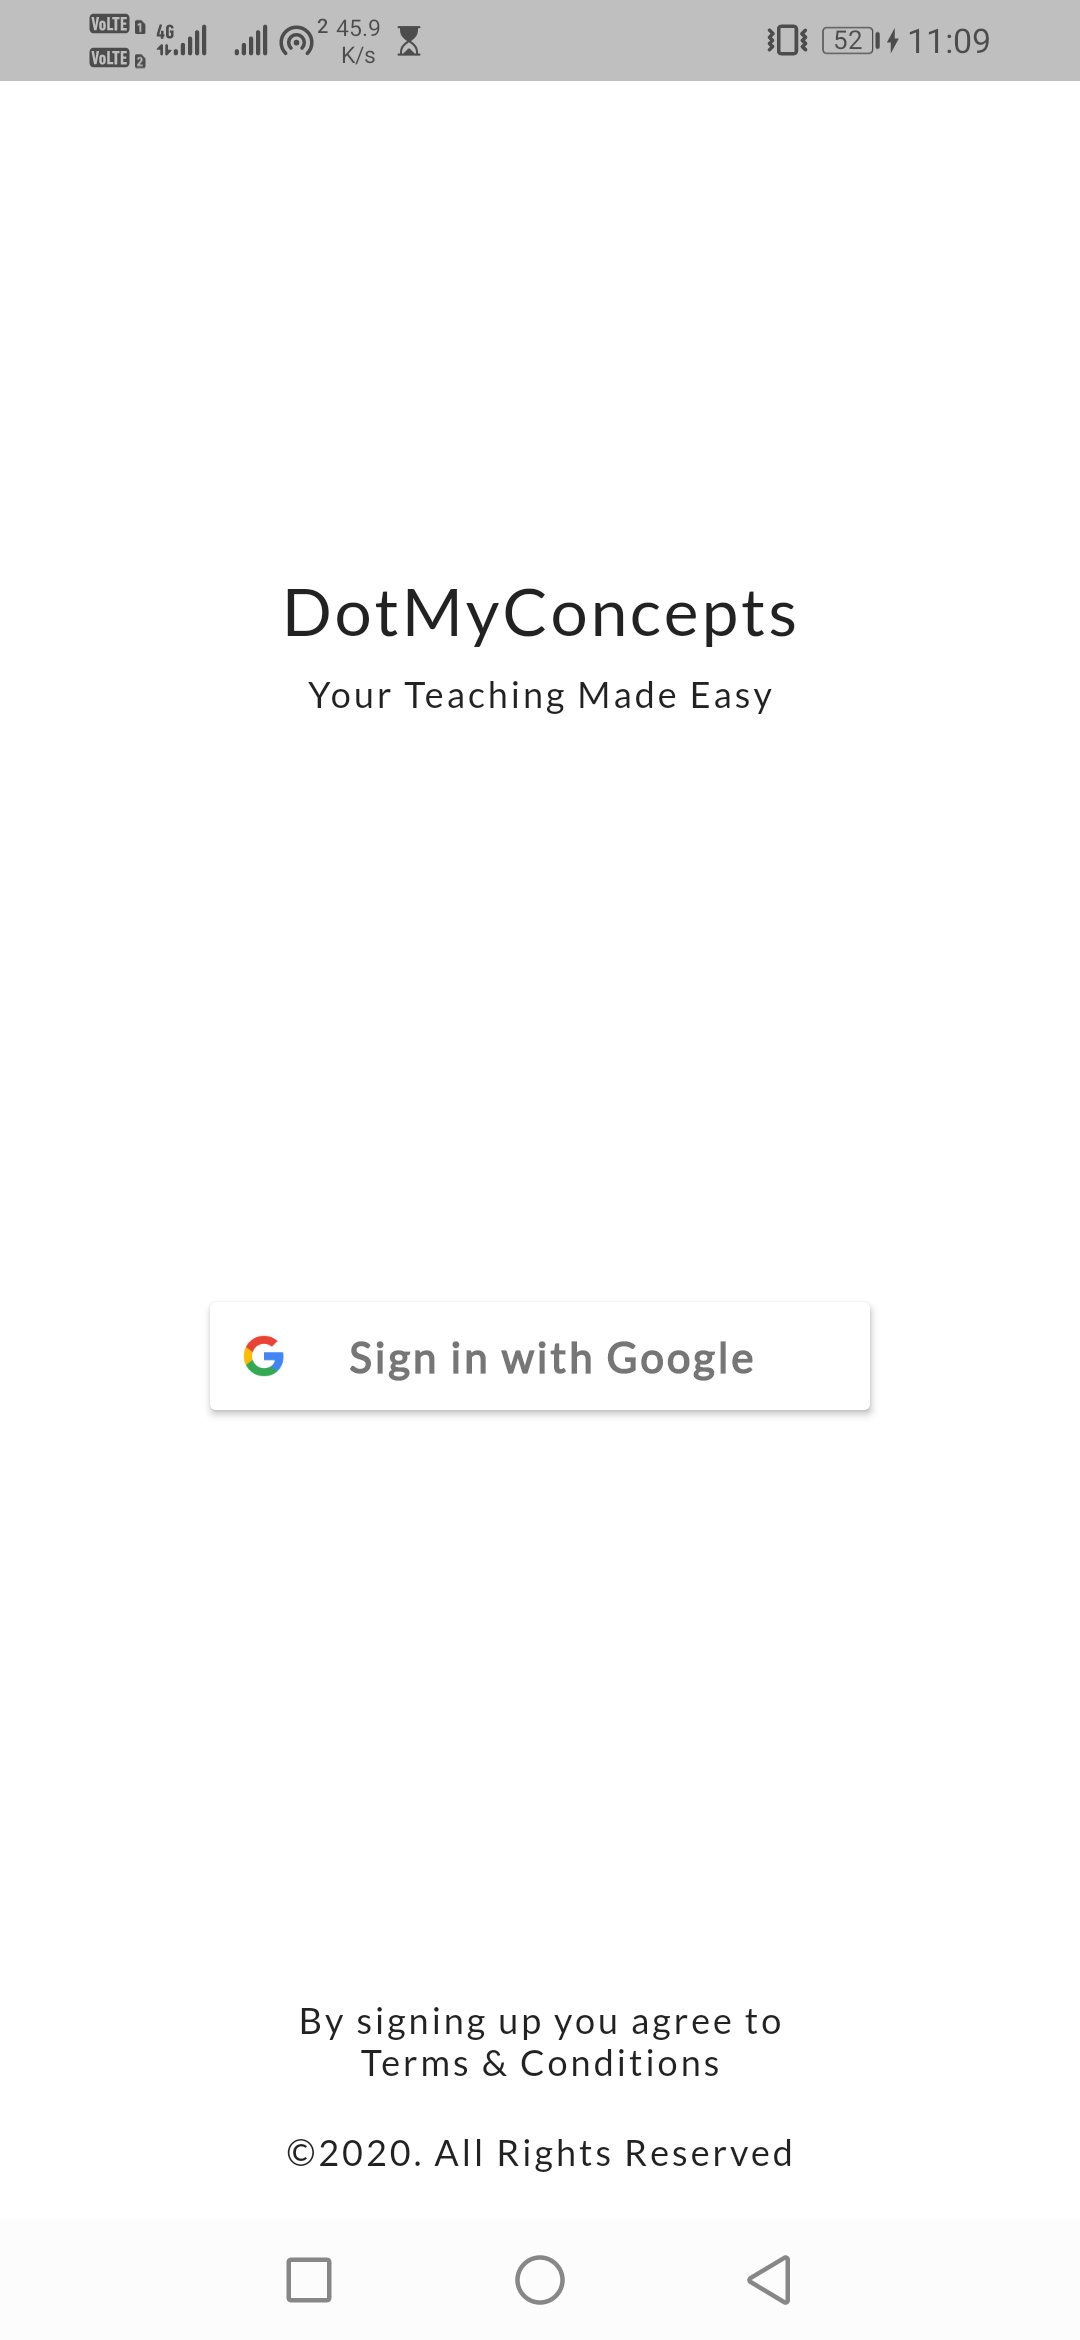 VoLTE 1
VoLTE 2
4G
2
45.9
K/s
52
11:09
DotMyConcepts
Your Teaching Made Easy
Sign in with Google
By signing up you agree to
Terms & Conditions
©2020. All Rights Reserved